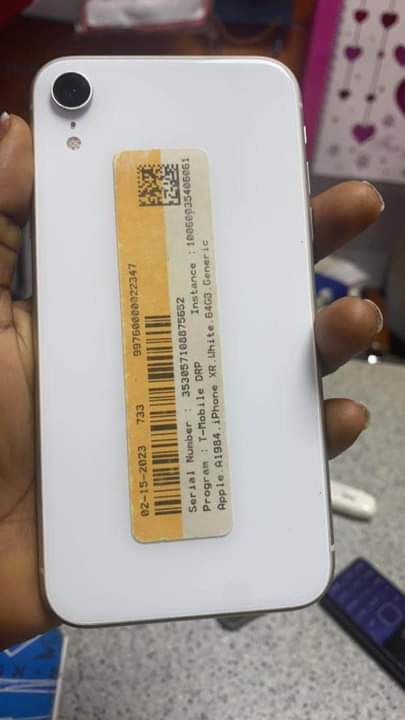 02-15-2023 733 99760000022347
Serial Number : 353057108875652
Program : T-Mobile DRP Instance : 10060035406061
Apple.A1984.iPhone XR.White.64GB.Generic